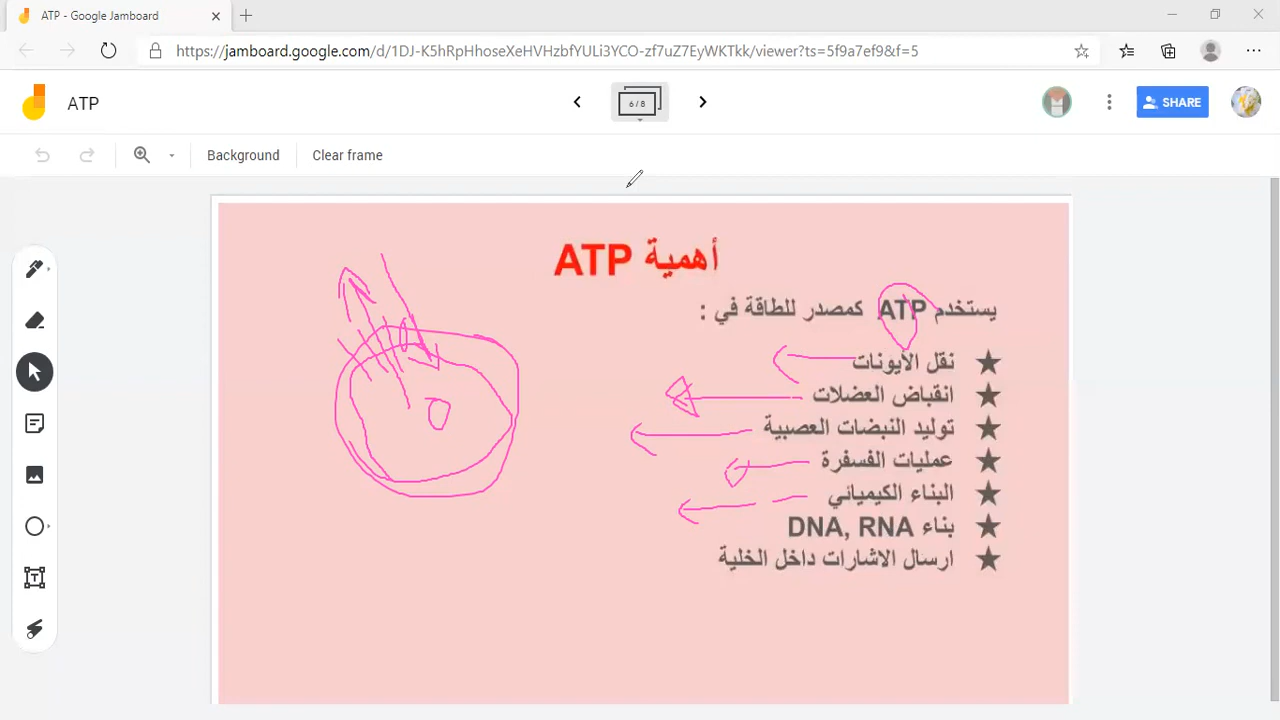 ATP - Google Jamboard
https://jamboard.google.com/d/1DJ-K5hRpHhoseXeHVHzbfYULi3YCO-zf7uZ7EyWKTkk/viewer?ts=5f9a7ef9&f=5
ATP
6 / 8
SHARE
Background
Clear frame
أهمية ATP
يستخدم ATP كمصدر للطاقة في :
★ نقل الأيونات
★ انقباض العضلات
★ توليد النبضات العصبية
★ عمليات الفسفرة
★ البناء الكيميائي
★ بناء DNA, RNA
★ ارسال الاشارات داخل الخلية